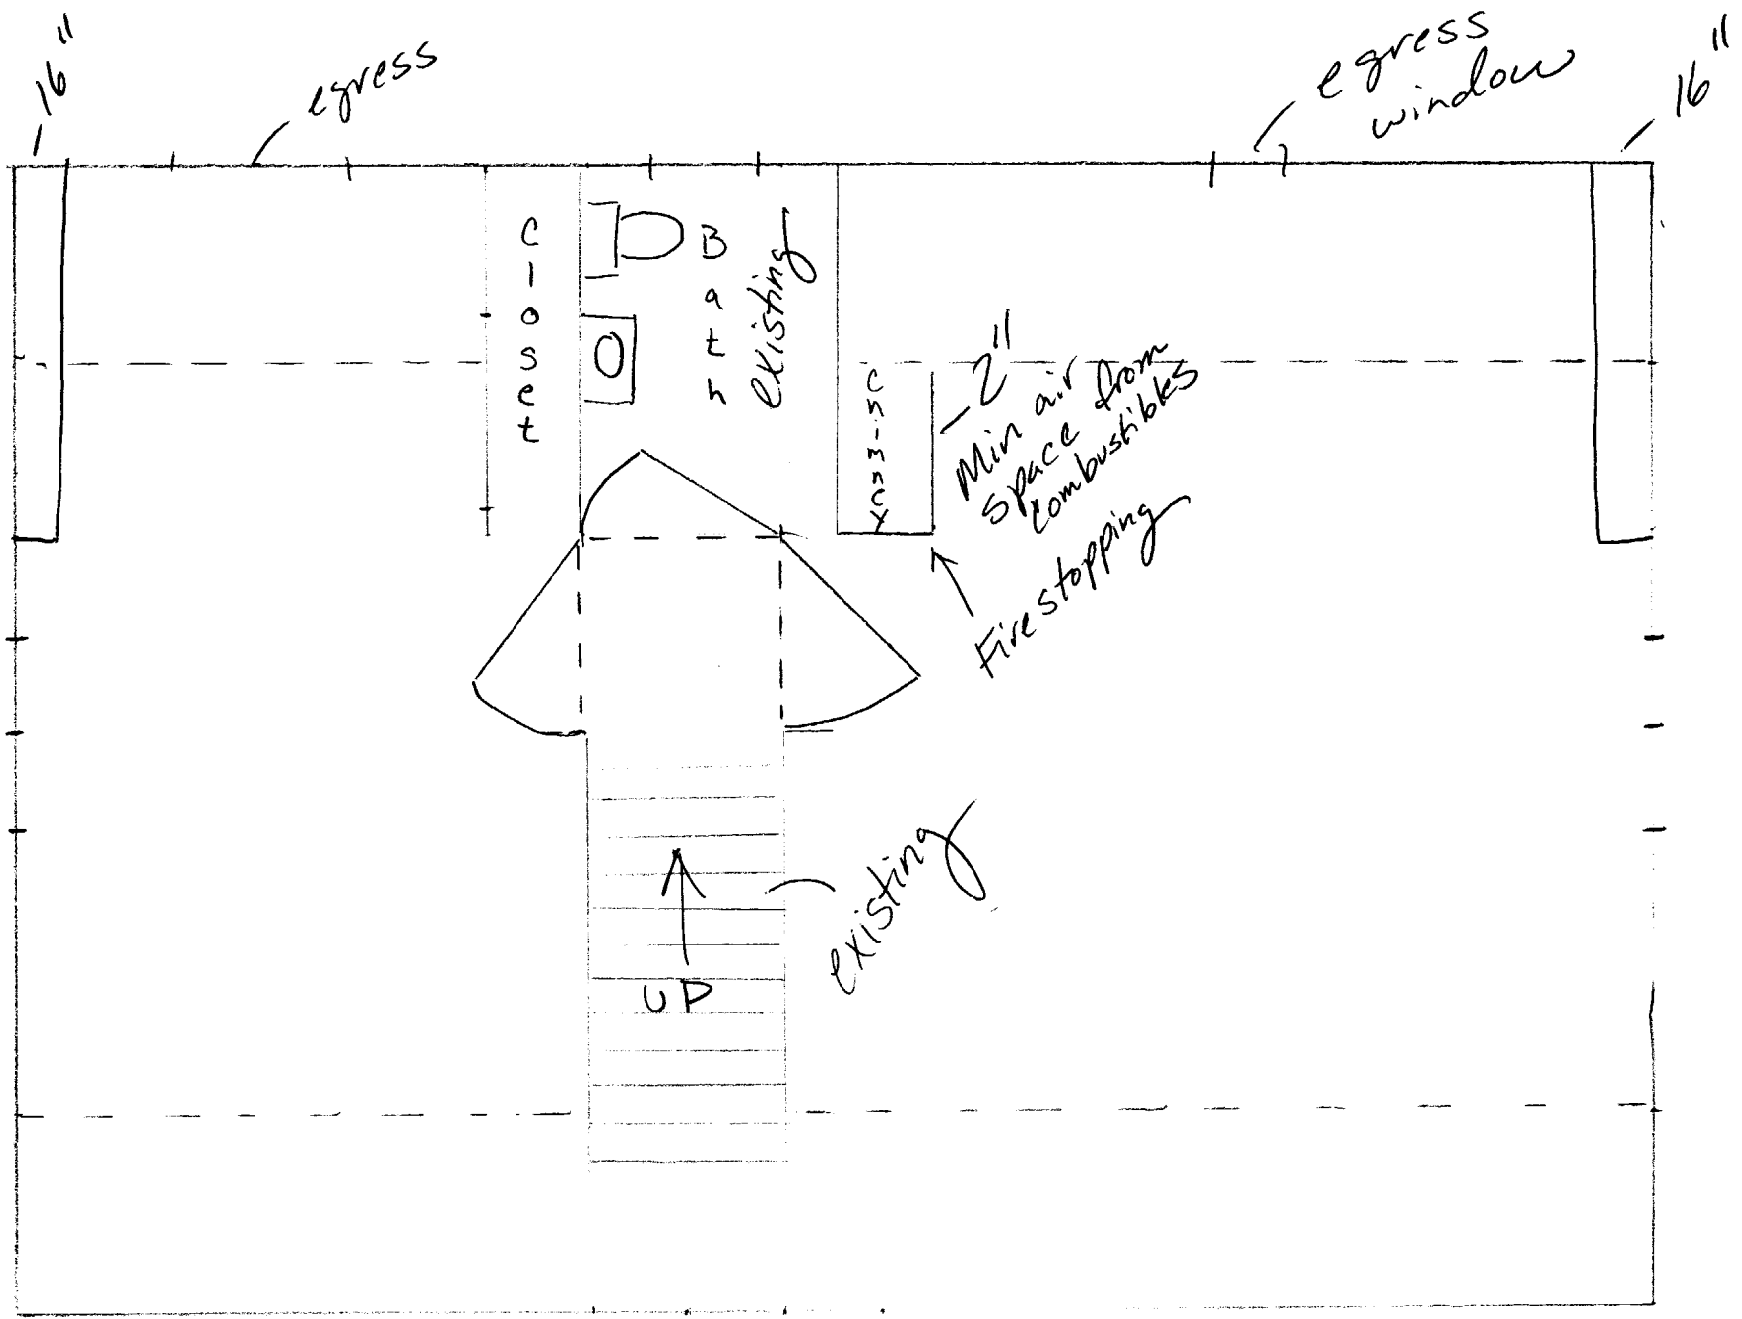 16"
egress
egress
window
16"
Closet
Bath
existing
Chimney
2"
Min air
space from
combustibles
Firestopping
existing
UP